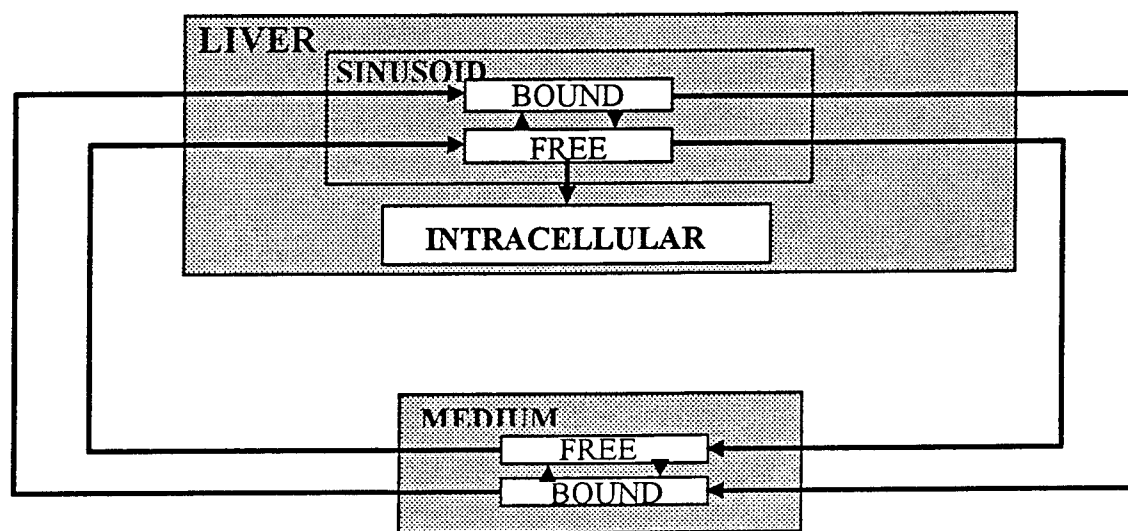 LIVER
SINUSOID
BOUND
FREE
INTRACELLULAR
MEDIUM
FREE
BOUND